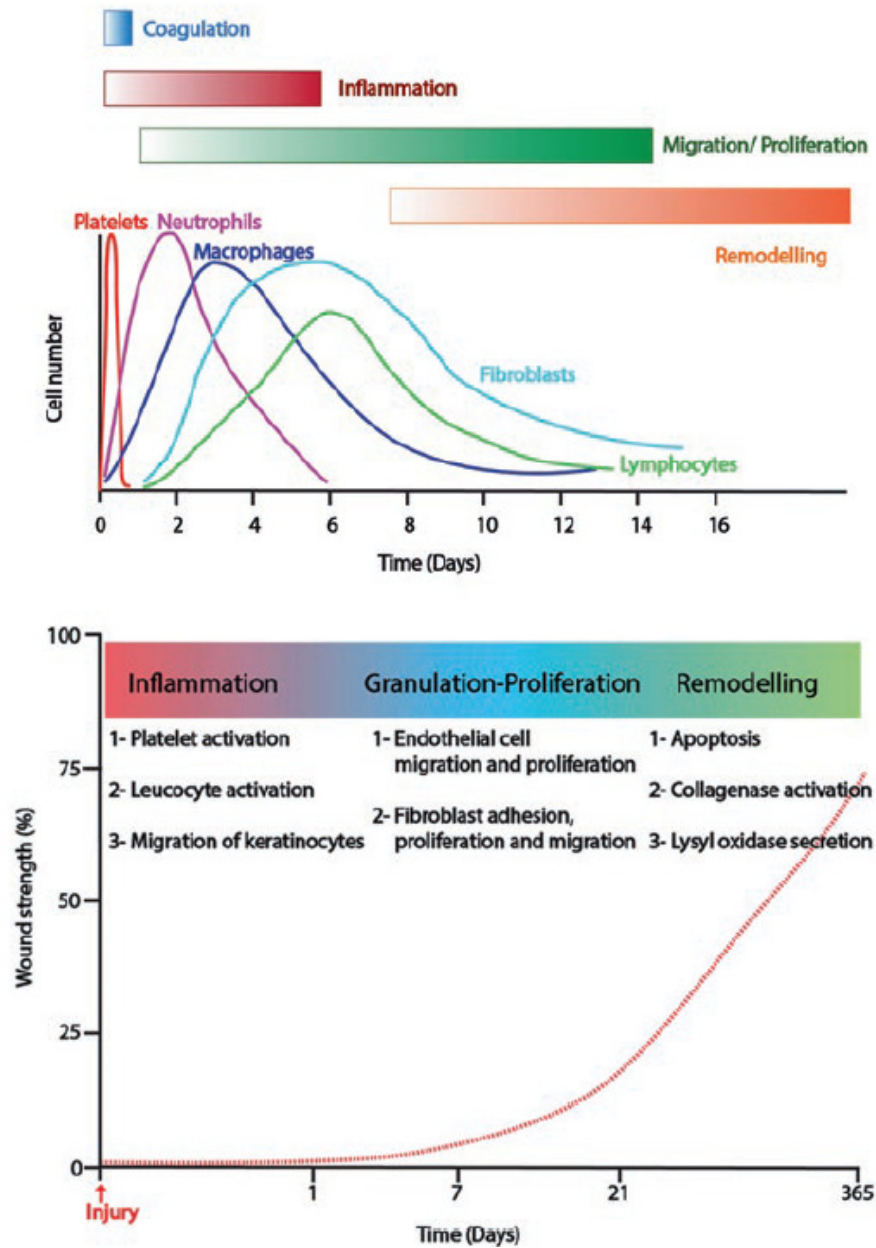 Coagulation
Inflammation
Migration/ Proliferation
Remodelling
Platelets
Neutrophils
Macrophages
Fibroblasts
Lymphocytes
Cell number
0 2 4 6 8 10 12 14 16
Time (Days)
100
75
50
25
0
Wound strength (%)
Inflammation
1- Platelet activation
2- Leucocyte activation
3- Migration of keratinocytes
Granulation-Proliferation
1- Endothelial cell
migration and proliferation
2- Fibroblast adhesion,
proliferation and migration
Remodelling
1- Apoptosis
2- Collagenase activation
3- Lysyl oxidase secretion
Injury
1 7 21 365
Time (Days)